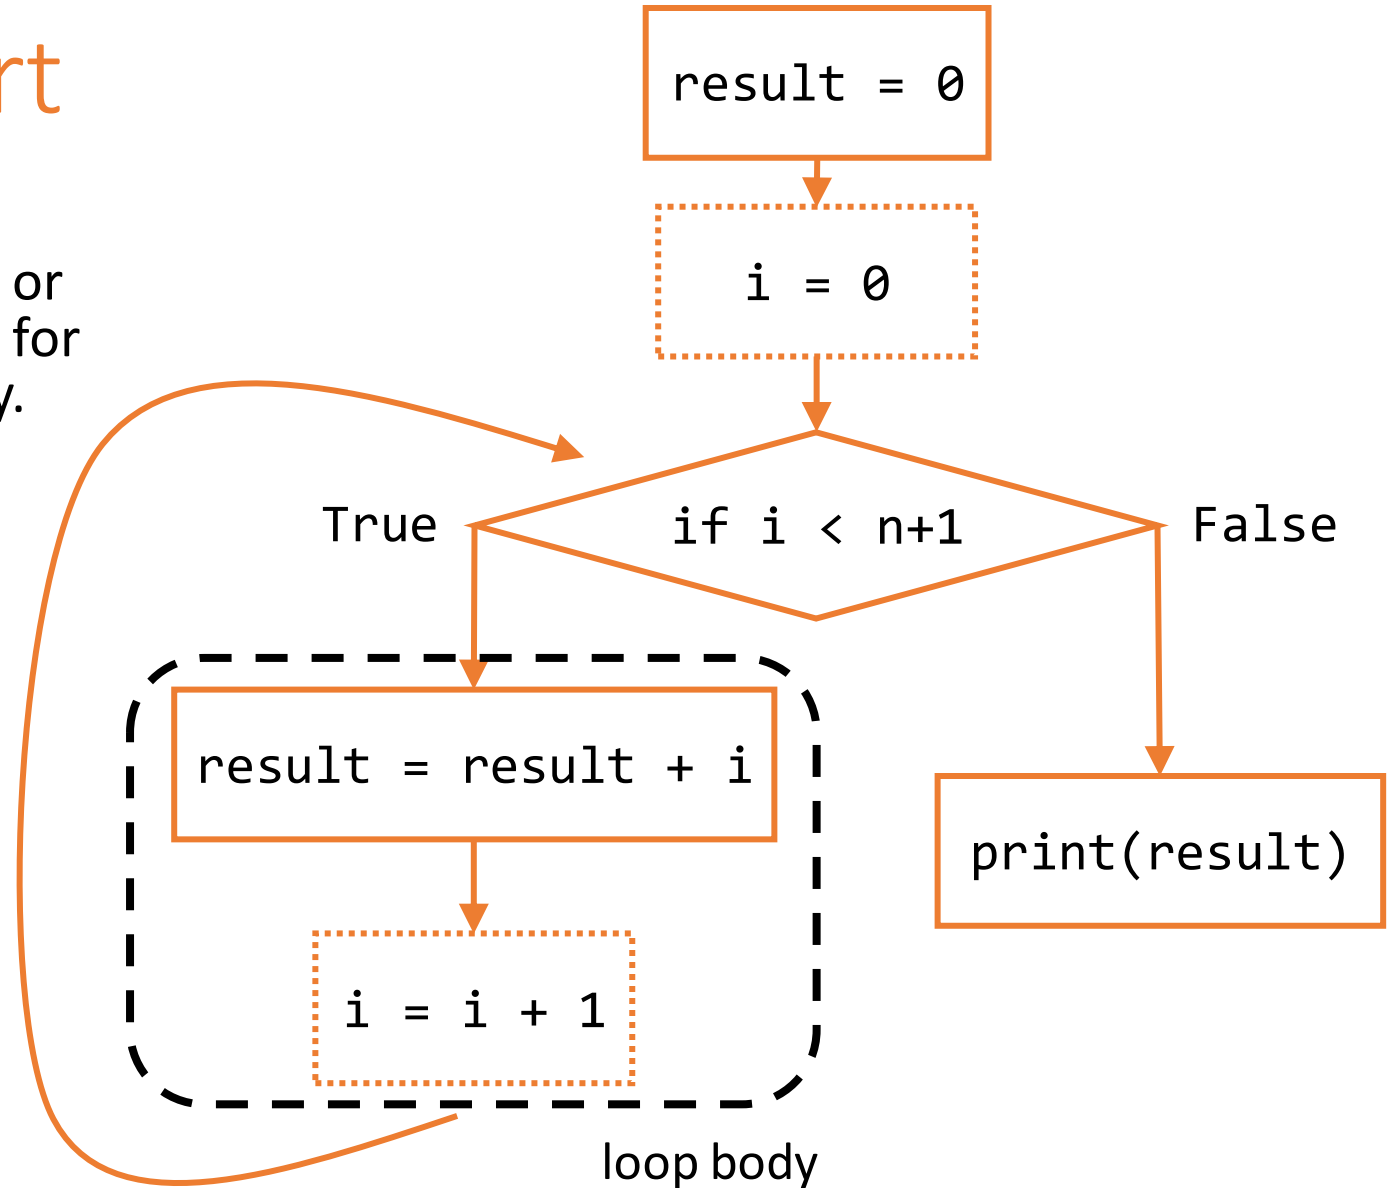 rt
or
for
y.
result = 0
i = 0
True
if i < n+1
False
result = result + i
print(result)
i = i + 1
loop body